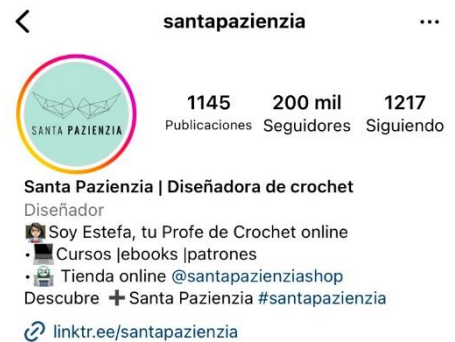 santapazienzia
SANTA PAZIENZIA
1145 200 mil 1217
Publicaciones Seguidores Siguiendo
Santa Pazienzia | Diseñadora de crochet
Diseñador
👩‍🏫Soy Estefa, tu Profe de Crochet online
•💻Cursos |ebooks |patrones
•🏪 Tienda online @santapazienziashop
Descubre ➕Santa Pazienzia #santapazienzia
linktr.ee/santapazienzia